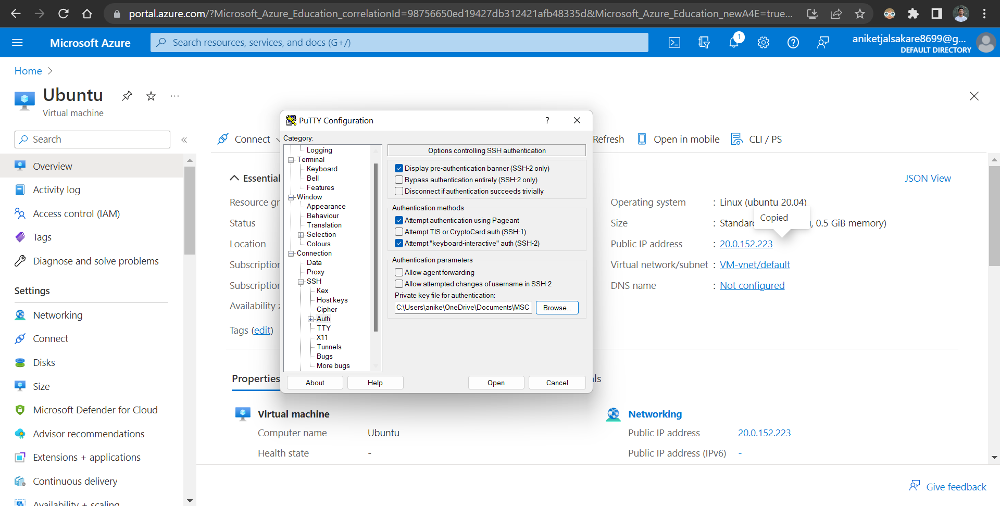 portal.azure.com/?Microsoft_Azure_Education_correlationId=98756650ed19427db312421afb48335d&Microsoft_Azure_Education_newA4E=true...
Microsoft Azure
Search resources, services, and docs (G+/)
1
aniketjalsakare8699@g...
DEFAULT DIRECTORY
Home
Ubuntu
Virtual machine
Search
Connect
Refresh
Open in mobile
CLI / PS
Overview
Activity log
Access control (IAM)
Tags
Diagnose and solve problems
Settings
Networking
Connect
Disks
Size
Microsoft Defender for Cloud
Advisor recommendations
Extensions + applications
Continuous delivery
Availability + scaling
Essential
JSON View
Resource gr
Status
Location
Subscription
Subscription
Availability z
Tags (edit)
Operating system : Linux (ubuntu 20.04)
Copied
Size : Standard , 0.5 GiB memory)
Public IP address : 20.0.152.223
Virtual network/subnet : VM-vnet/default
DNS name : Not configured
PuTTY Configuration
?
Category:
Logging
Terminal
Keyboard
Bell
Features
Window
Appearance
Behaviour
Translation
Selection
Colours
Connection
Data
Proxy
SSH
Kex
Host keys
Cipher
Auth
TTY
X11
Tunnels
Bugs
More bugs
Options controlling SSH authentication
Display pre-authentication banner (SSH-2 only)
Bypass authentication entirely (SSH-2 only)
Disconnect if authentication succeeds trivially
Authentication methods
Attempt authentication using Pageant
Attempt TIS or CryptoCard auth (SSH-1)
Attempt "keyboard-interactive" auth (SSH-2)
Authentication parameters
Allow agent forwarding
Allow attempted changes of username in SSH-2
Private key file for authentication:
C:\Users\anike\OneDrive\Documents\MSC
Browse...
About
Help
Open
Cancel
Properties
ls
Virtual machine
Computer name Ubuntu
Health state -
Networking
Public IP address 20.0.152.223
Public IP address (IPv6) -
Give feedback